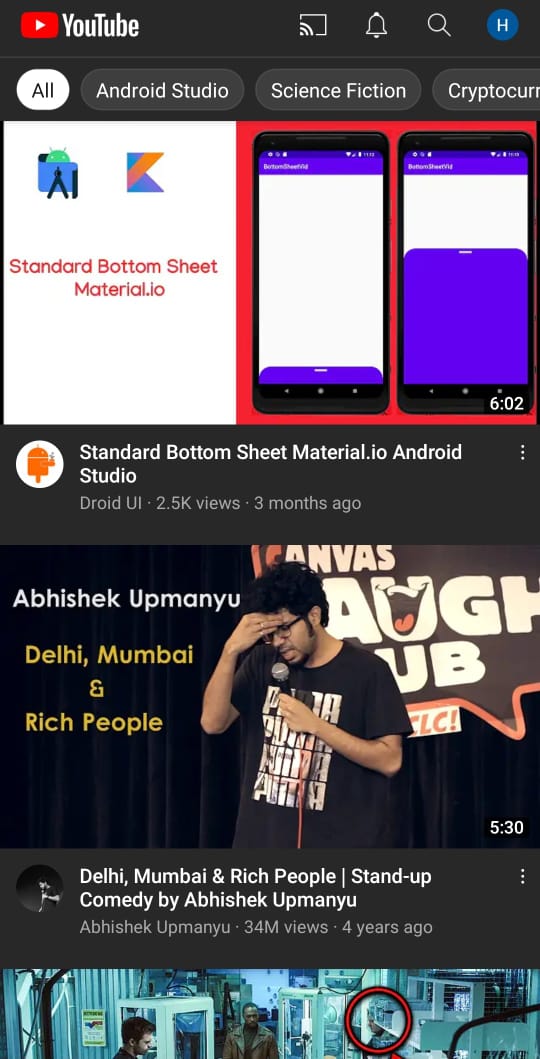 YouTube
H
All
Android Studio
Science Fiction
Cryptocurr
Standard Bottom Sheet
Material.io
BottomSheetVid
BottomSheetVid
6:02
Standard Bottom Sheet Material.io Android
Studio
Droid UI · 2.5K views · 3 months ago
CANVAS
LAUGH
CLUB
CLC!
Abhishek Upmanyu
Delhi, Mumbai
&
Rich People
5:30
Delhi, Mumbai & Rich People | Stand-up
Comedy by Abhishek Upmanyu
Abhishek Upmanyu · 34M views · 4 years ago